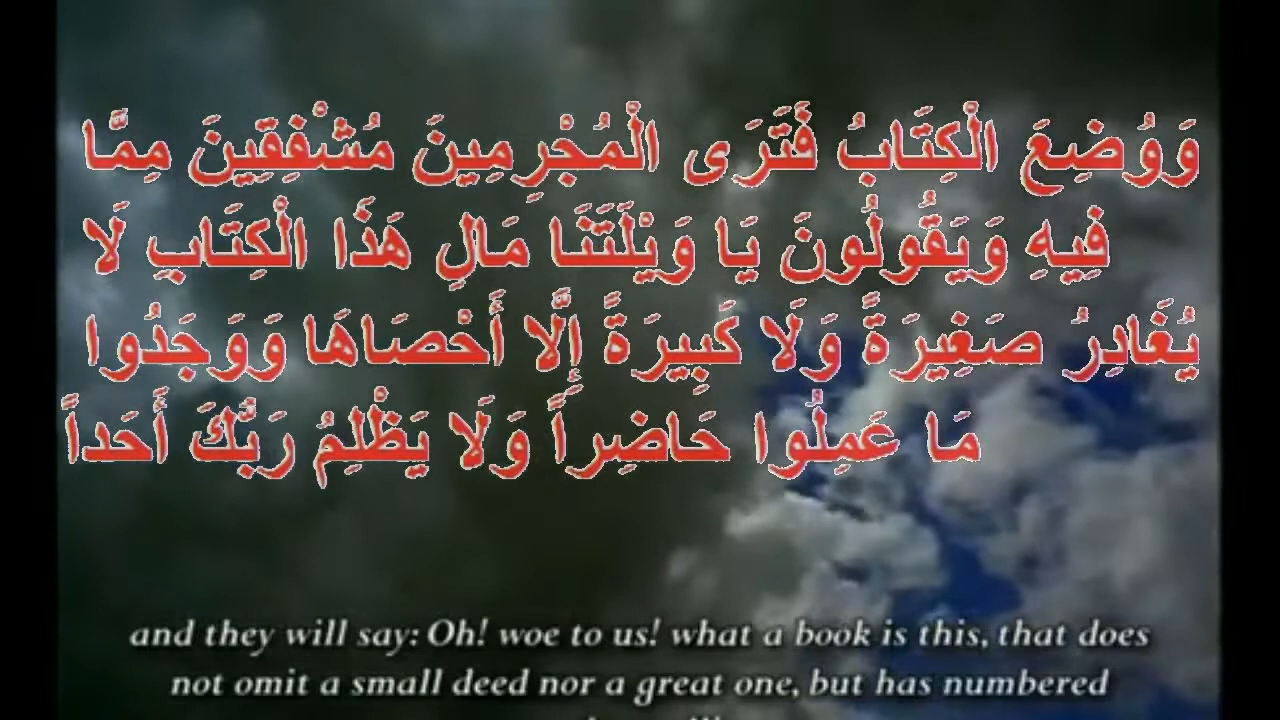 وَوُضِعَ الْكِتَابُ فَتَرَى الْمُجْرِمِينَ مُشْفِقِينَ مِمَّا
فِيهِ وَيَقُولُونَ يَا وَيْلَتَنَا مَالِ هَذَا الْكِتَابِ لَا
يُغَادِرُ صَغِيرَةً وَلَا كَبِيرَةً إِلَّا أَحْصَاهَا وَوَجَدُوا
مَا عَمِلُوا حَاضِراً وَلَا يَظْلِمُ رَبُّكَ أَحَداً
and they will say: Oh! woe to us! what a book is this, that does
not omit a small deed nor a great one, but has numbered